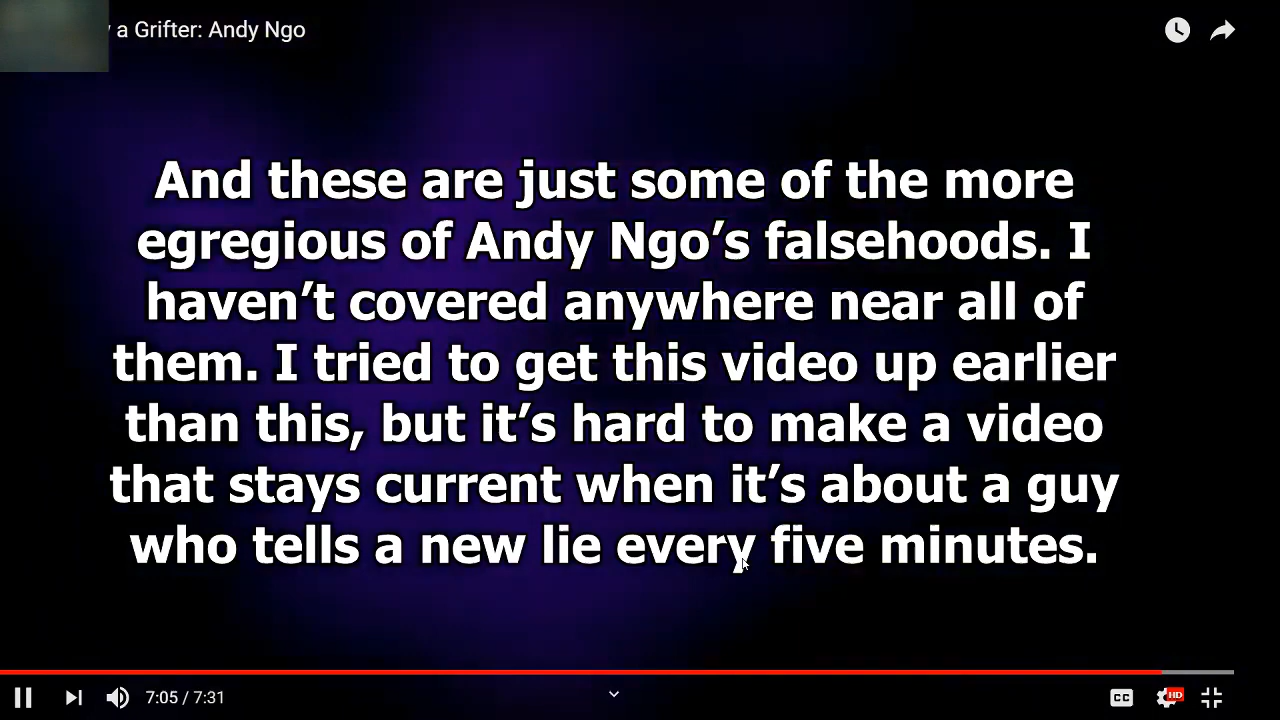 a Grifter: Andy Ngo
And these are just some of the more
egregious of Andy Ngo’s falsehoods. I
haven’t covered anywhere near all of
them. I tried to get this video up earlier
than this, but it’s hard to make a video
that stays current when it’s about a guy
who tells a new lie every five minutes.
7:05 / 7:31
CC
HD